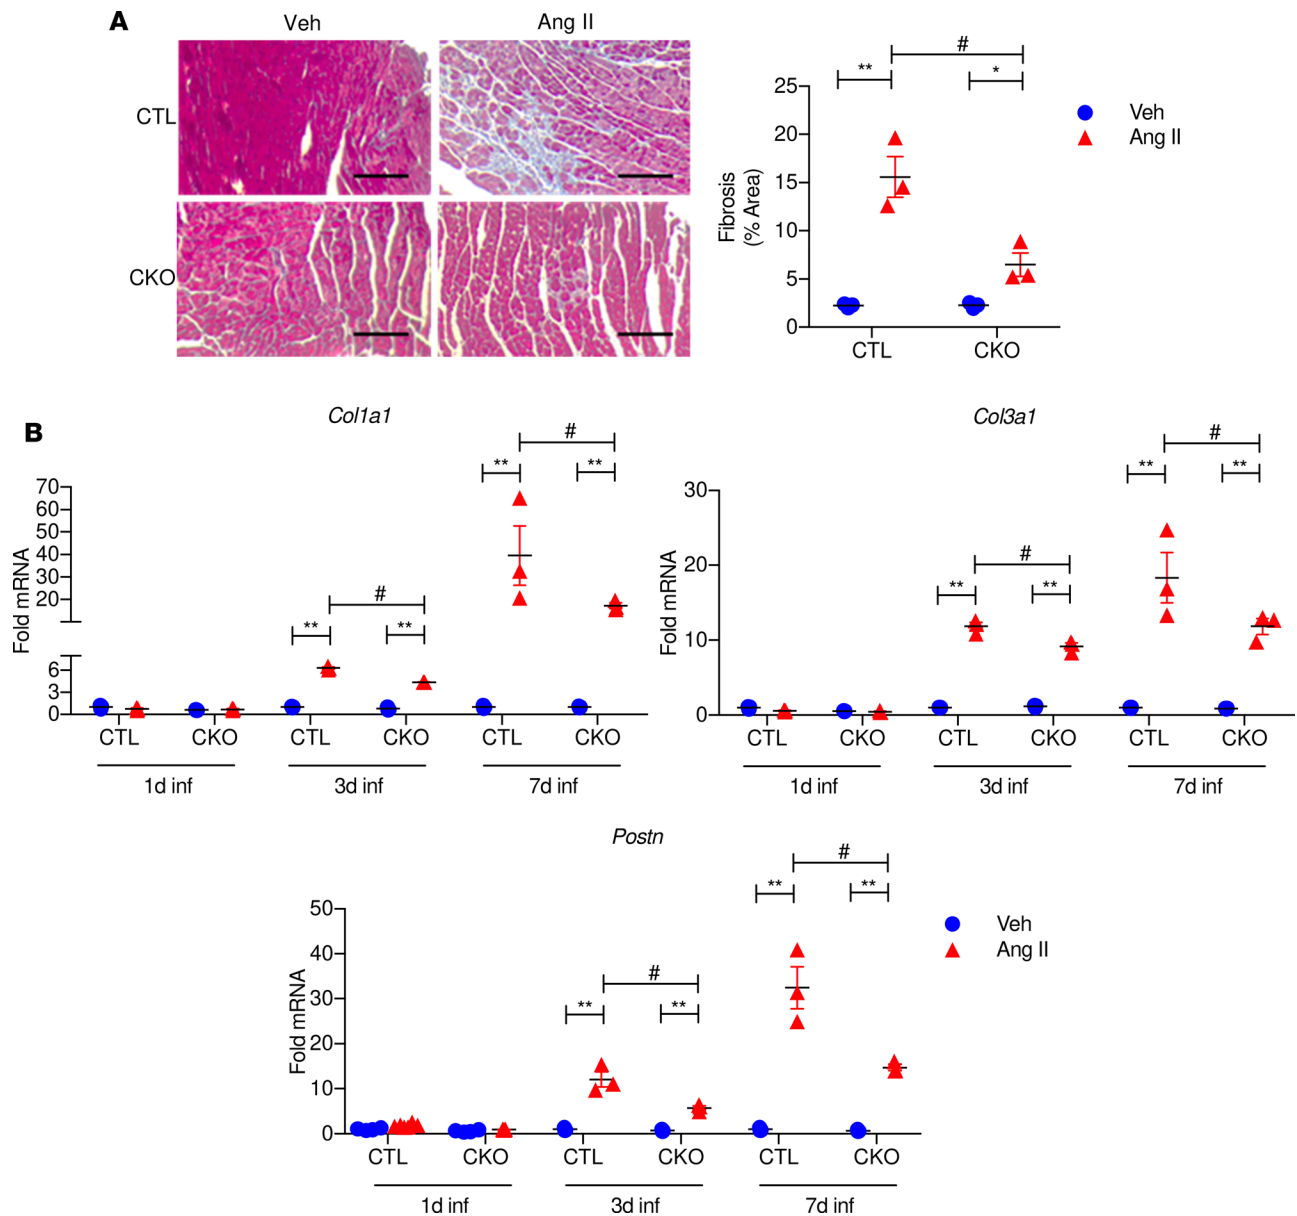 A
Veh
Ang II
CTL
CKO
#
**
*
25
20
15
10
5
0
Fibrosis
(% Area)
CTL
CKO
Veh
Ang II
B
Col1a1
#
**
**
#
**
**
70
60
50
40
30
20
6
3
0
Fold mRNA
CTL
CKO
CTL
CKO
CTL
CKO
1d inf
3d inf
7d inf
Col3a1
#
**
**
#
**
**
30
20
10
0
Fold mRNA
CTL
CKO
CTL
CKO
CTL
CKO
1d inf
3d inf
7d inf
Postn
#
**
**
#
**
**
50
40
30
20
10
0
Fold mRNA
Veh
Ang II
CTL
CKO
CTL
CKO
CTL
CKO
1d inf
3d inf
7d inf